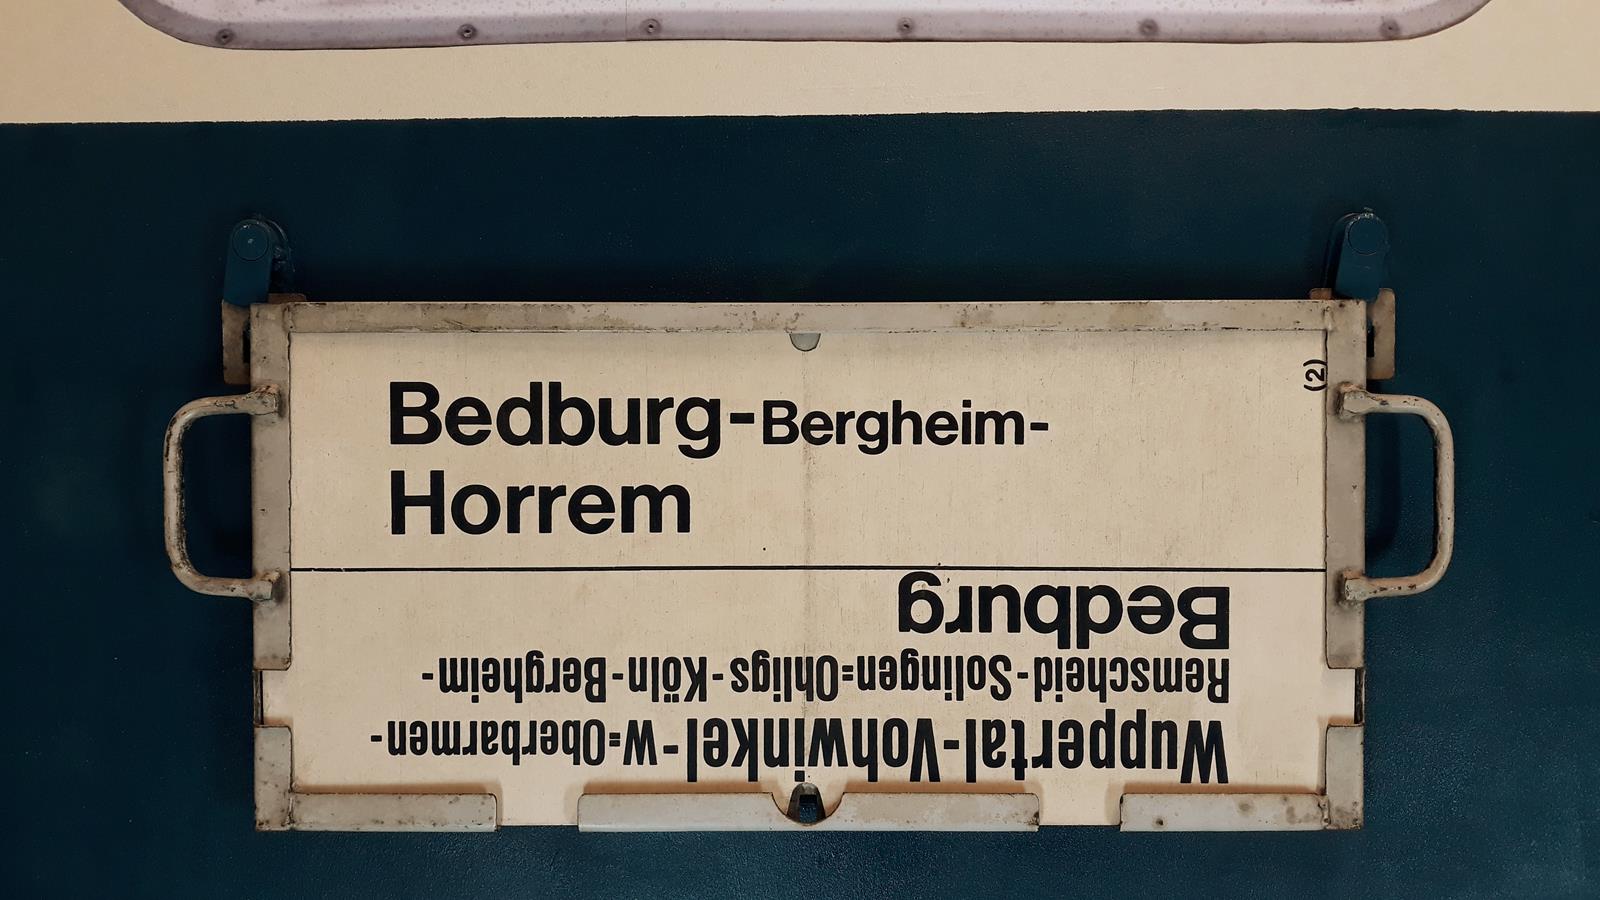 (2)
Bedburg-Bergheim-
Horrem
Wuppertal-Vohwinkel-W=Oberbarmen-
Remscheid-Solingen=Ohligs-Köln-Bergheim-
Bedburg